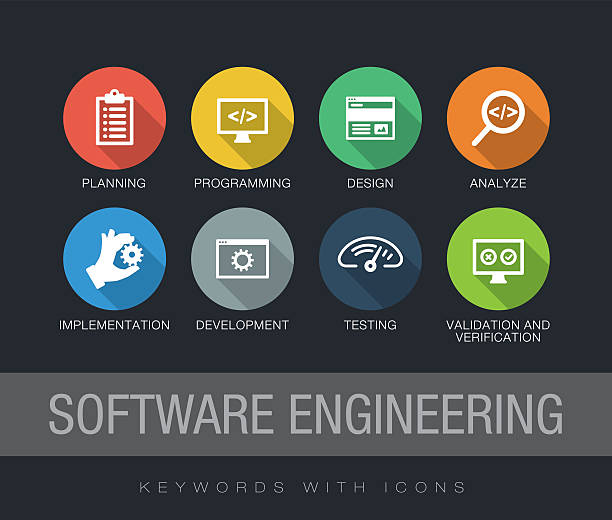 </>
</>
PLANNING
PROGRAMMING
DESIGN
ANALYZE
IMPLEMENTATION
DEVELOPMENT
TESTING
VALIDATION AND
VERIFICATION
SOFTWARE ENGINEERING
KEYWORDS WITH ICONS